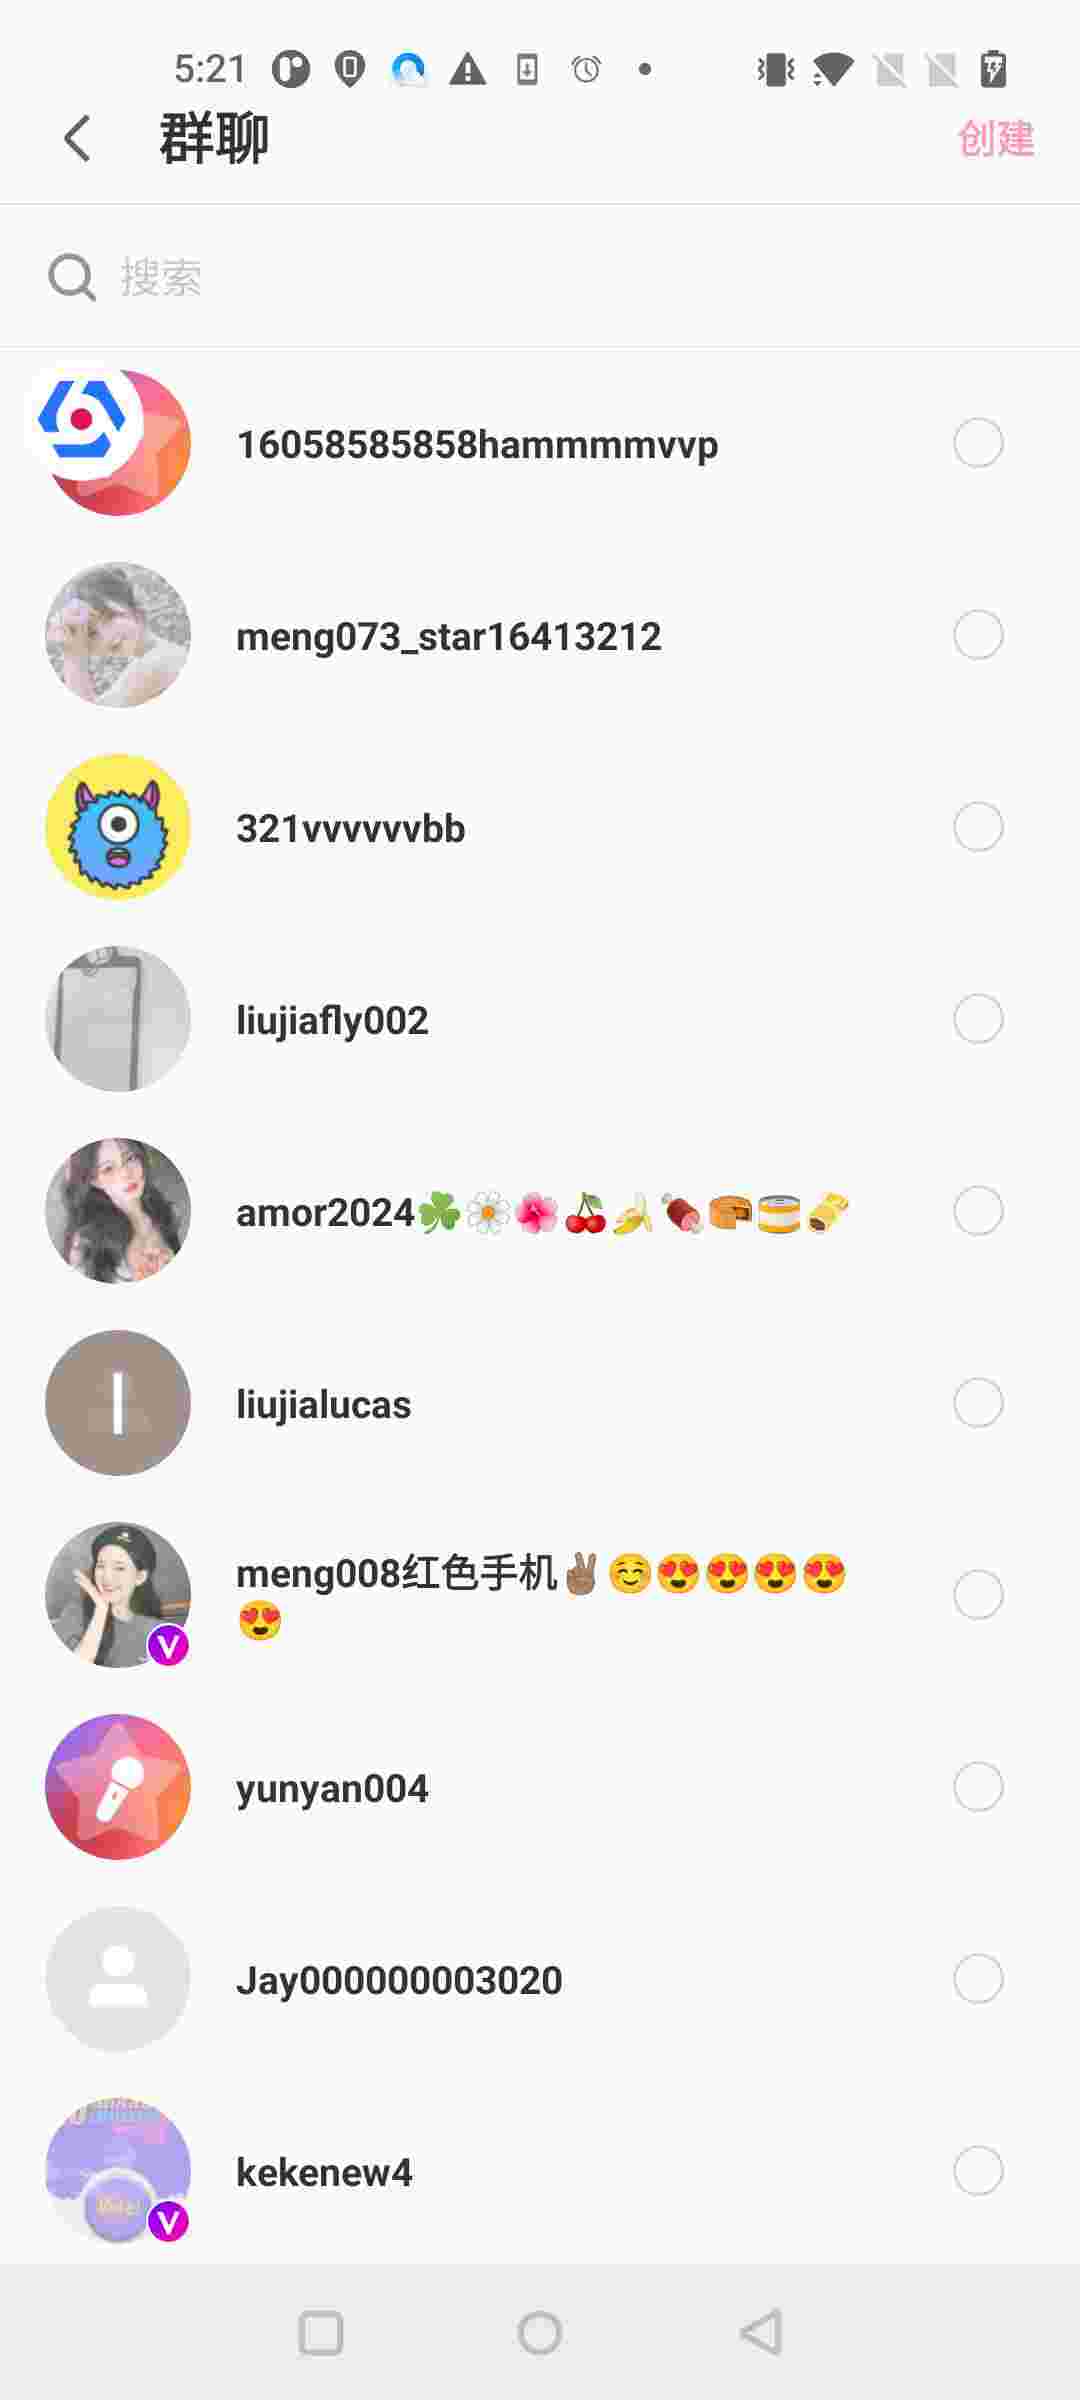 5:21
群聊
创建
搜索
16058585858hammmmvvp
meng073_star16413212
321vvvvvvbb
liujiafly002
amor2024☘️🌼🌺🍒🍌🍖🥮🥫🫔
l
liujialucas
meng008红色手机✌🏽☺️😍😍😍😍
😍
V
yunyan004
Jay000000003020
kekenew4
V